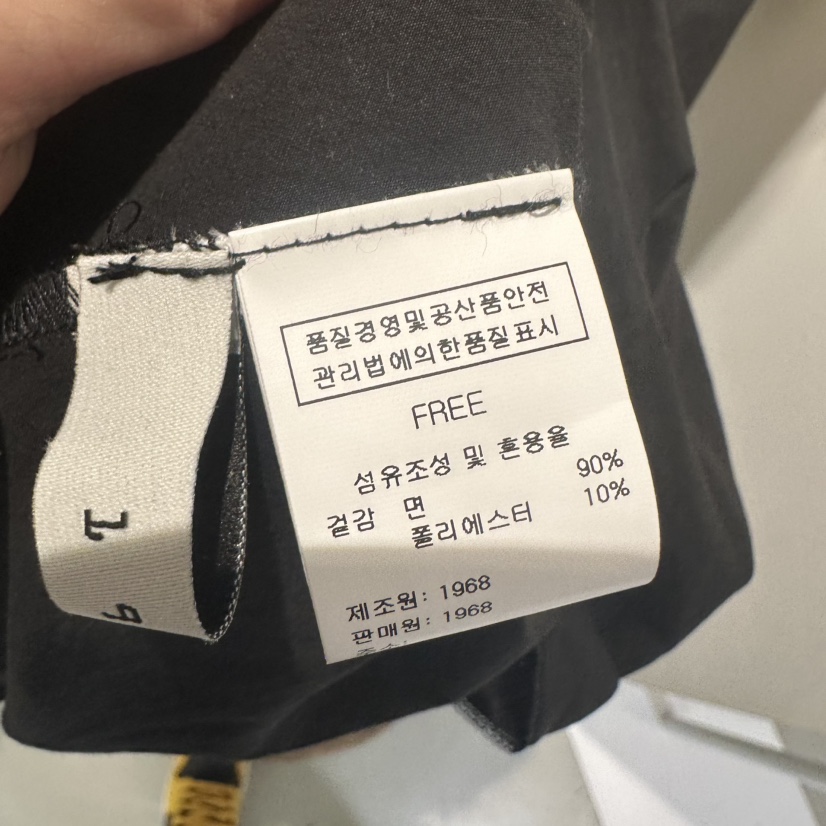 품질경영및공산품안전
관리법에의한품질표시
FREE
섬유조성 및 혼용율
겉감 면 90%
폴리에스터 10%
제조원: 1968
판매원: 1968
1
9